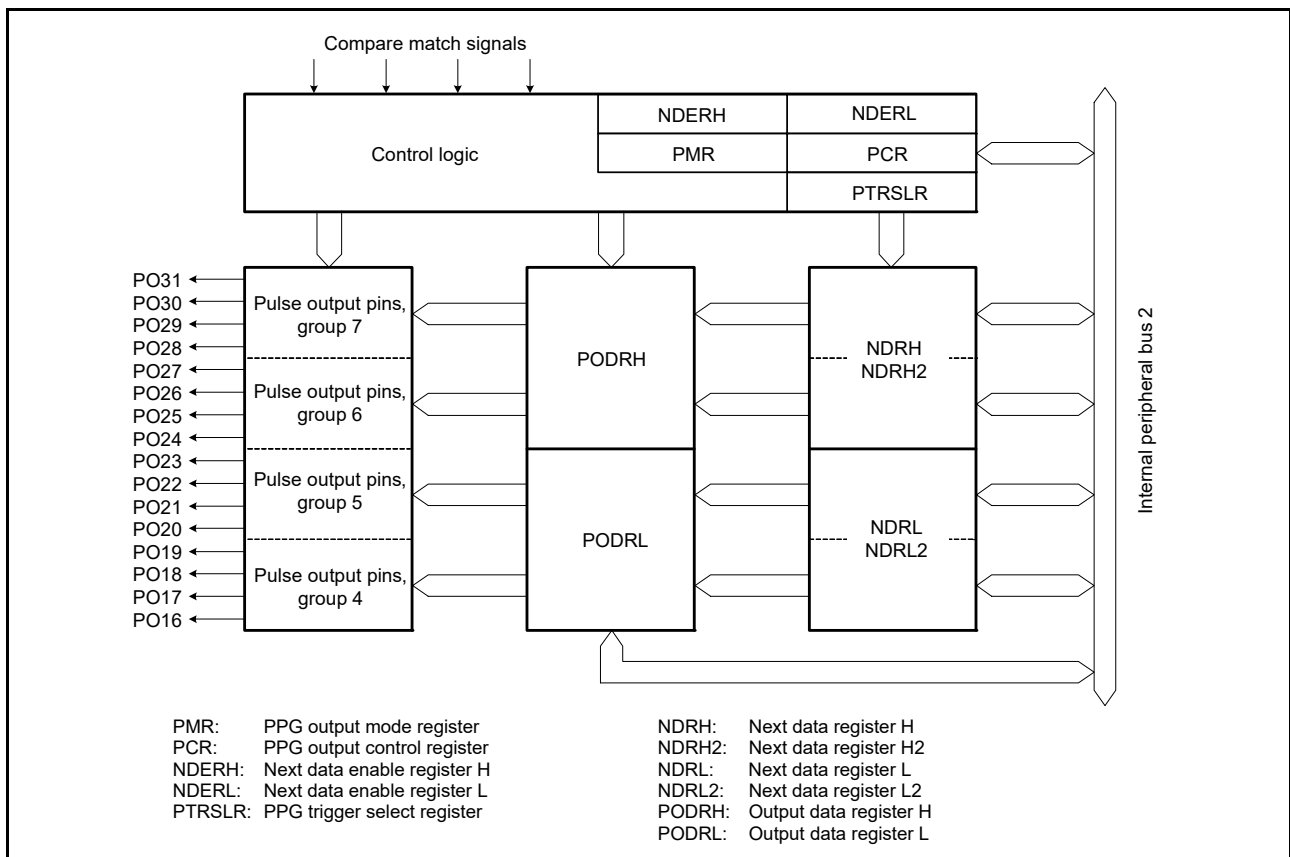 Compare match signals
NDERH
NDERL
Control logic
PMR
PCR
PTRSLR
PO31
PO30
PO29
PO28
PO27
PO26
PO25
PO24
PO23
PO22
PO21
PO20
PO19
PO18
PO17
PO16
Pulse output pins,
group 7
Pulse output pins,
group 6
Pulse output pins,
group 5
Pulse output pins,
group 4
PODRH
PODRL
NDRH
NDRH2
NDRL
NDRL2
Internal peripheral bus 2
PMR: PPG output mode register
PCR: PPG output control register
NDERH: Next data enable register H
NDERL: Next data enable register L
PTRSLR: PPG trigger select register
NDRH: Next data register H
NDRH2: Next data register H2
NDRL: Next data register L
NDRL2: Next data register L2
PODRH: Output data register H
PODRL: Output data register L